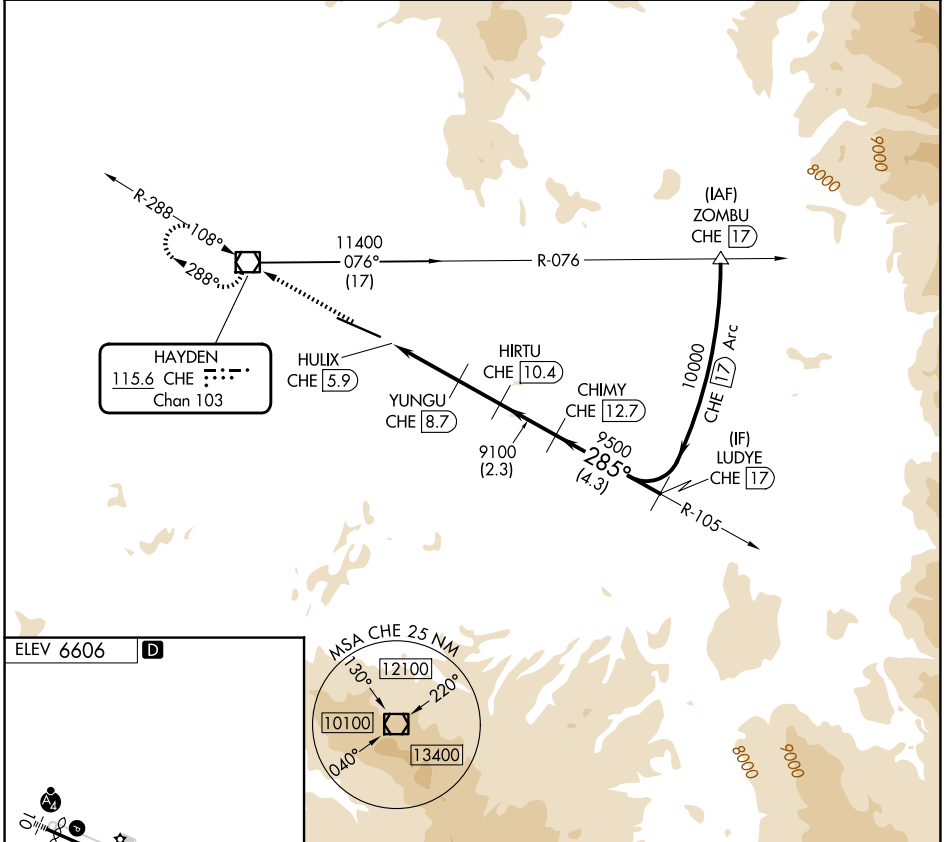 9000
8000
(IAF)
ZOMBU
CHE 17
R-288
108°
288°
11400
076°
(17)
R-076
HAYDEN
115.6 CHE
Chan 103
HULIX
CHE 5.9
YUNGU
CHE 8.7
HIRTU
CHE 10.4
CHIMY
CHE 12.7
10000
CHE 17 Arc
9100
(2.3)
9500
285°
(4.3)
(IF)
LUDYE
CHE 17
R-105
ELEV 6606 D
MSA CHE 25 NM
130°
12100
220°
10100
040°
13400
8000
9000
A4
P
10